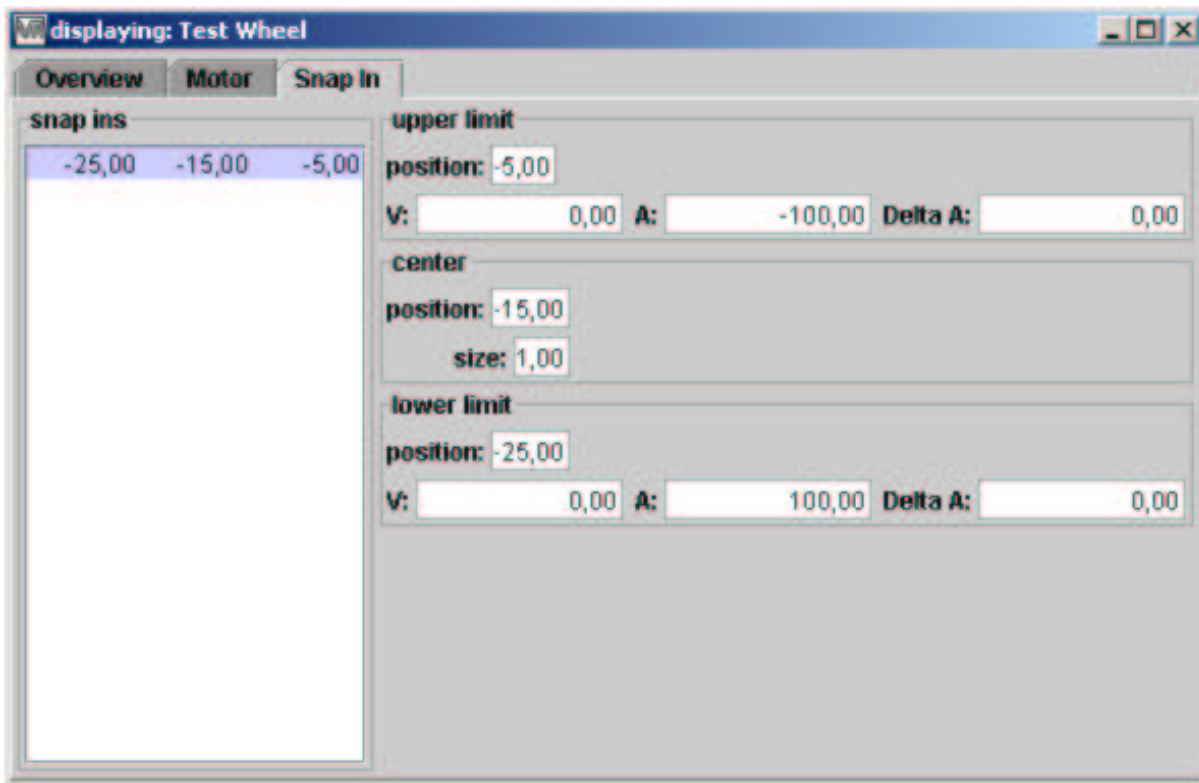 displaying: Test Wheel
Overview Motor Snap In
snap ins
-25,00 -15,00 -5,00
upper limit
position: -5,00
V: 0,00 A: -100,00 Delta A: 0,00
center
position: -15,00
size: 1,00
lower limit
position: -25,00
V: 0,00 A: 100,00 Delta A: 0,00